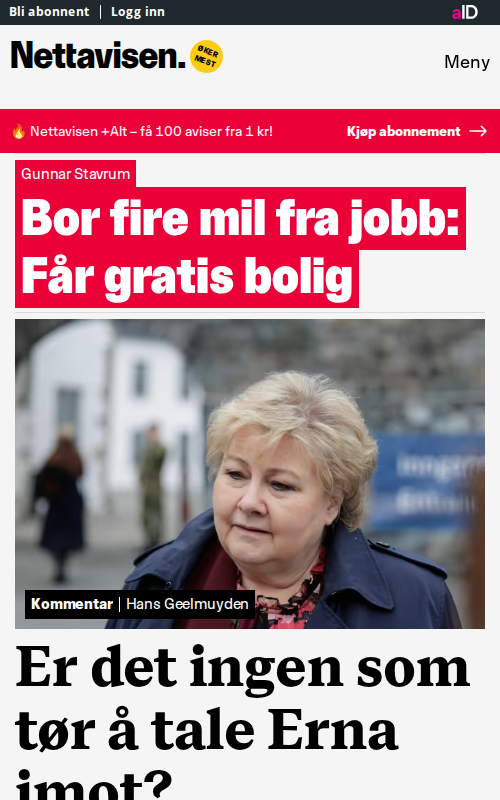 Bli abonnent | Logg inn
aID
Nettavisen.
ØKER
MEST
Meny
🔥 Nettavisen +Alt – få 100 aviser fra 1 kr!
Kjøp abonnement →
Gunnar Stavrum
Bor fire mil fra jobb:
Får gratis bolig
Kommentar | Hans Geelmuyden
Er det ingen som
tør å tale Erna
imot?